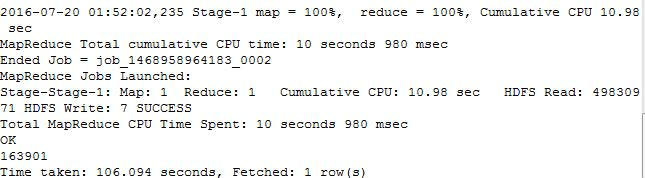 2016-07-20 01:52:02,235 Stage-1 map = 100%,  reduce = 100%, Cumulative CPU 10.98
 sec
MapReduce Total cumulative CPU time: 10 seconds 980 msec
Ended Job = job_1468958964183_0002
MapReduce Jobs Launched:
Stage-Stage-1: Map: 1  Reduce: 1   Cumulative CPU: 10.98 sec   HDFS Read: 498309
71 HDFS Write: 7 SUCCESS
Total MapReduce CPU Time Spent: 10 seconds 980 msec
OK
163901
Time taken: 106.094 seconds, Fetched: 1 row(s)